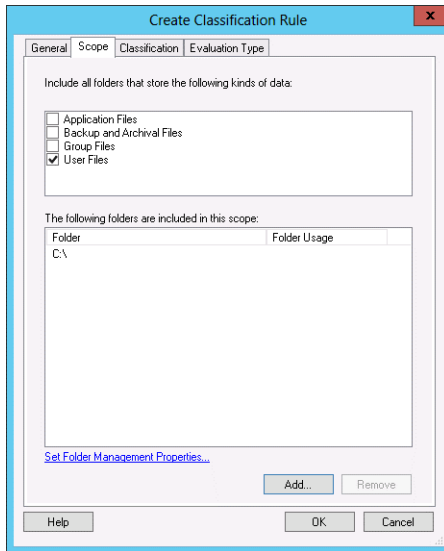 Create Classification Rule
x
General Scope Classification Evaluation Type
Include all folders that store the following kinds of data:
Application Files
Backup and Archival Files
Group Files
User Files
The following folders are included in this scope:
Folder Folder Usage
C:\
Set Folder Management Properties...
Add... Remove
Help OK Cancel